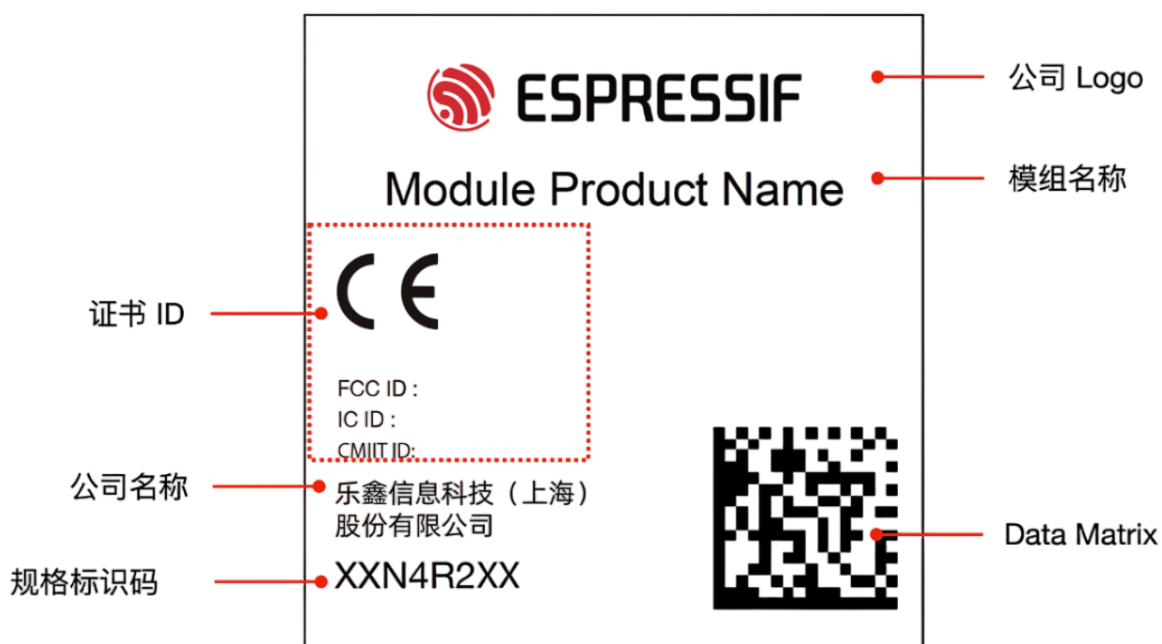 ESPRESSIF
公司 Logo
Module Product Name
模组名称
CE
证书 ID
FCC ID :
IC ID :
CMIIT ID:
公司名称
乐鑫信息科技（上海）
股份有限公司
Data Matrix
规格标识码
XXN4R2XX